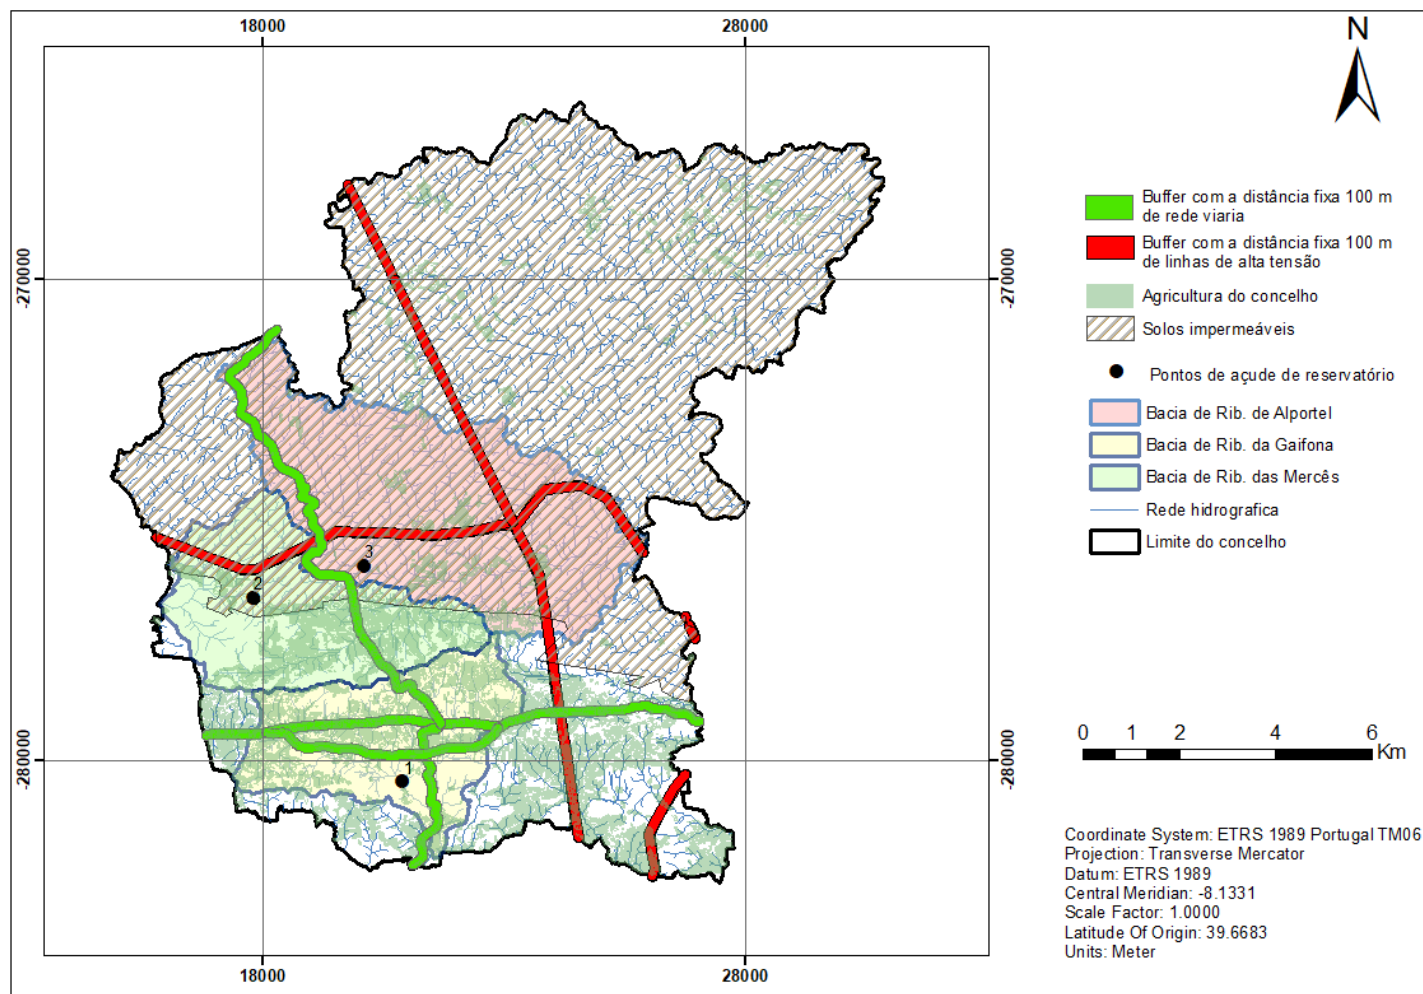 18000
28000
N
-270000
-270000
Buffer com a distância fixa 100 m
de rede viaria
Buffer com a distância fixa 100 m
de linhas de alta tensão
Agricultura do concelho
Solos impermeáveis
Pontos de açude de reservatório
Bacia de Rib. de Alportel
Bacia de Rib. da Gaifona
Bacia de Rib. das Mercês
Rede hidrografica
Limite do concelho
3
2
1
-280000
-280000
0 1 2 4 6
Km
Coordinate System: ETRS 1989 Portugal TM06
Projection: Transverse Mercator
Datum: ETRS 1989
Central Meridian: -8.1331
Scale Factor: 1.0000
Latitude Of Origin: 39.6683
Units: Meter
18000
28000